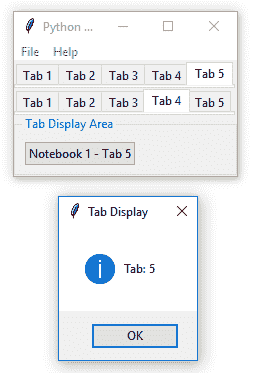 Python ...
File Help
Tab 1 Tab 2 Tab 3 Tab 4 Tab 5
Tab 1 Tab 2 Tab 3 Tab 4 Tab 5
Tab Display Area
Notebook 1 - Tab 5
Tab Display
Tab: 5
OK